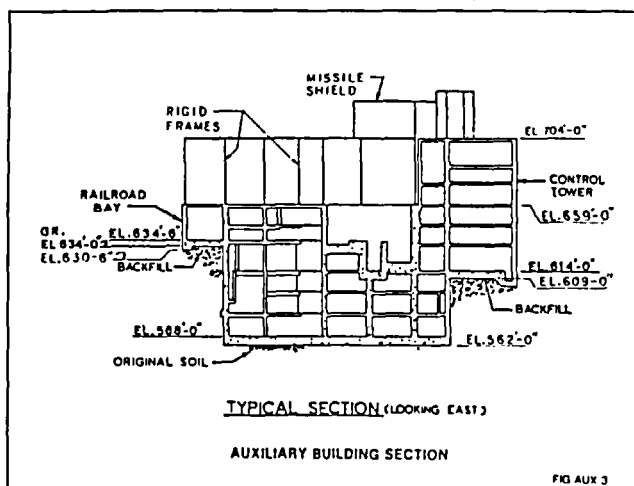 MISSILE
SHIELD
RIGID
FRAMES
EL 704'-0"
RAILROAD
BAY
CONTROL
TOWER
EL.659'-0"
GR.
EL.634'-6"
EL 634'-0"
EL.630-6"
BACKFILL
EL.614'-0"
EL.609-0"
BACKFILL
EL.568'-0"
EL.562'-0"
ORIGINAL SOIL
TYPICAL SECTION (LOOKING EAST)
AUXILIARY BUILDING SECTION
FIG AUX 3